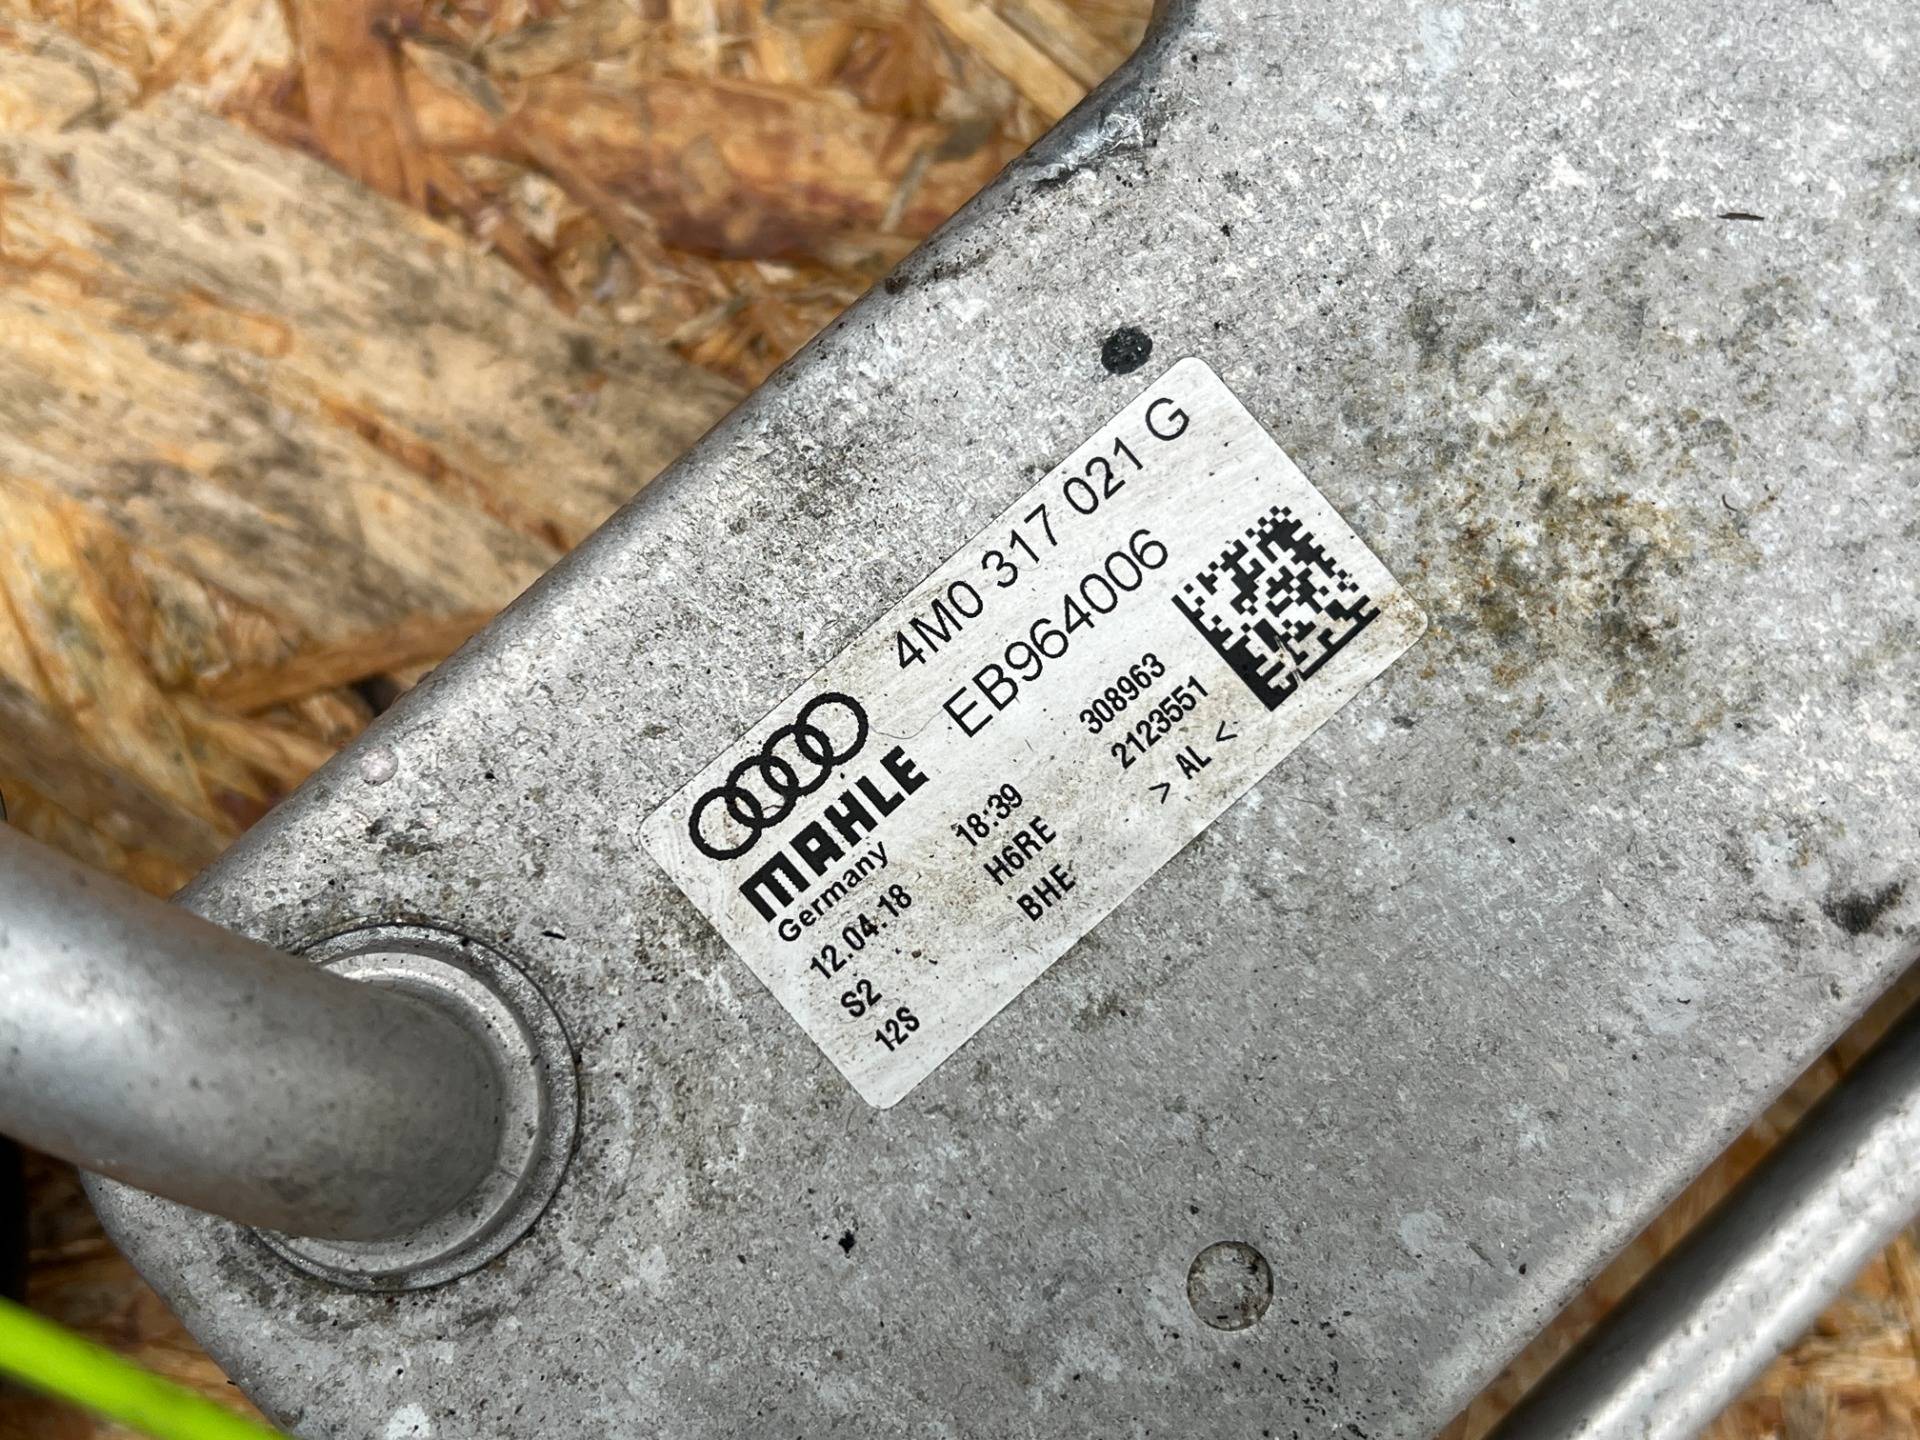 4M0 317 021 G
EB964006
MAHLE
Germany
12.04.18 18:39 308963
S2 H6RE 2123551
12S BHE > AL <